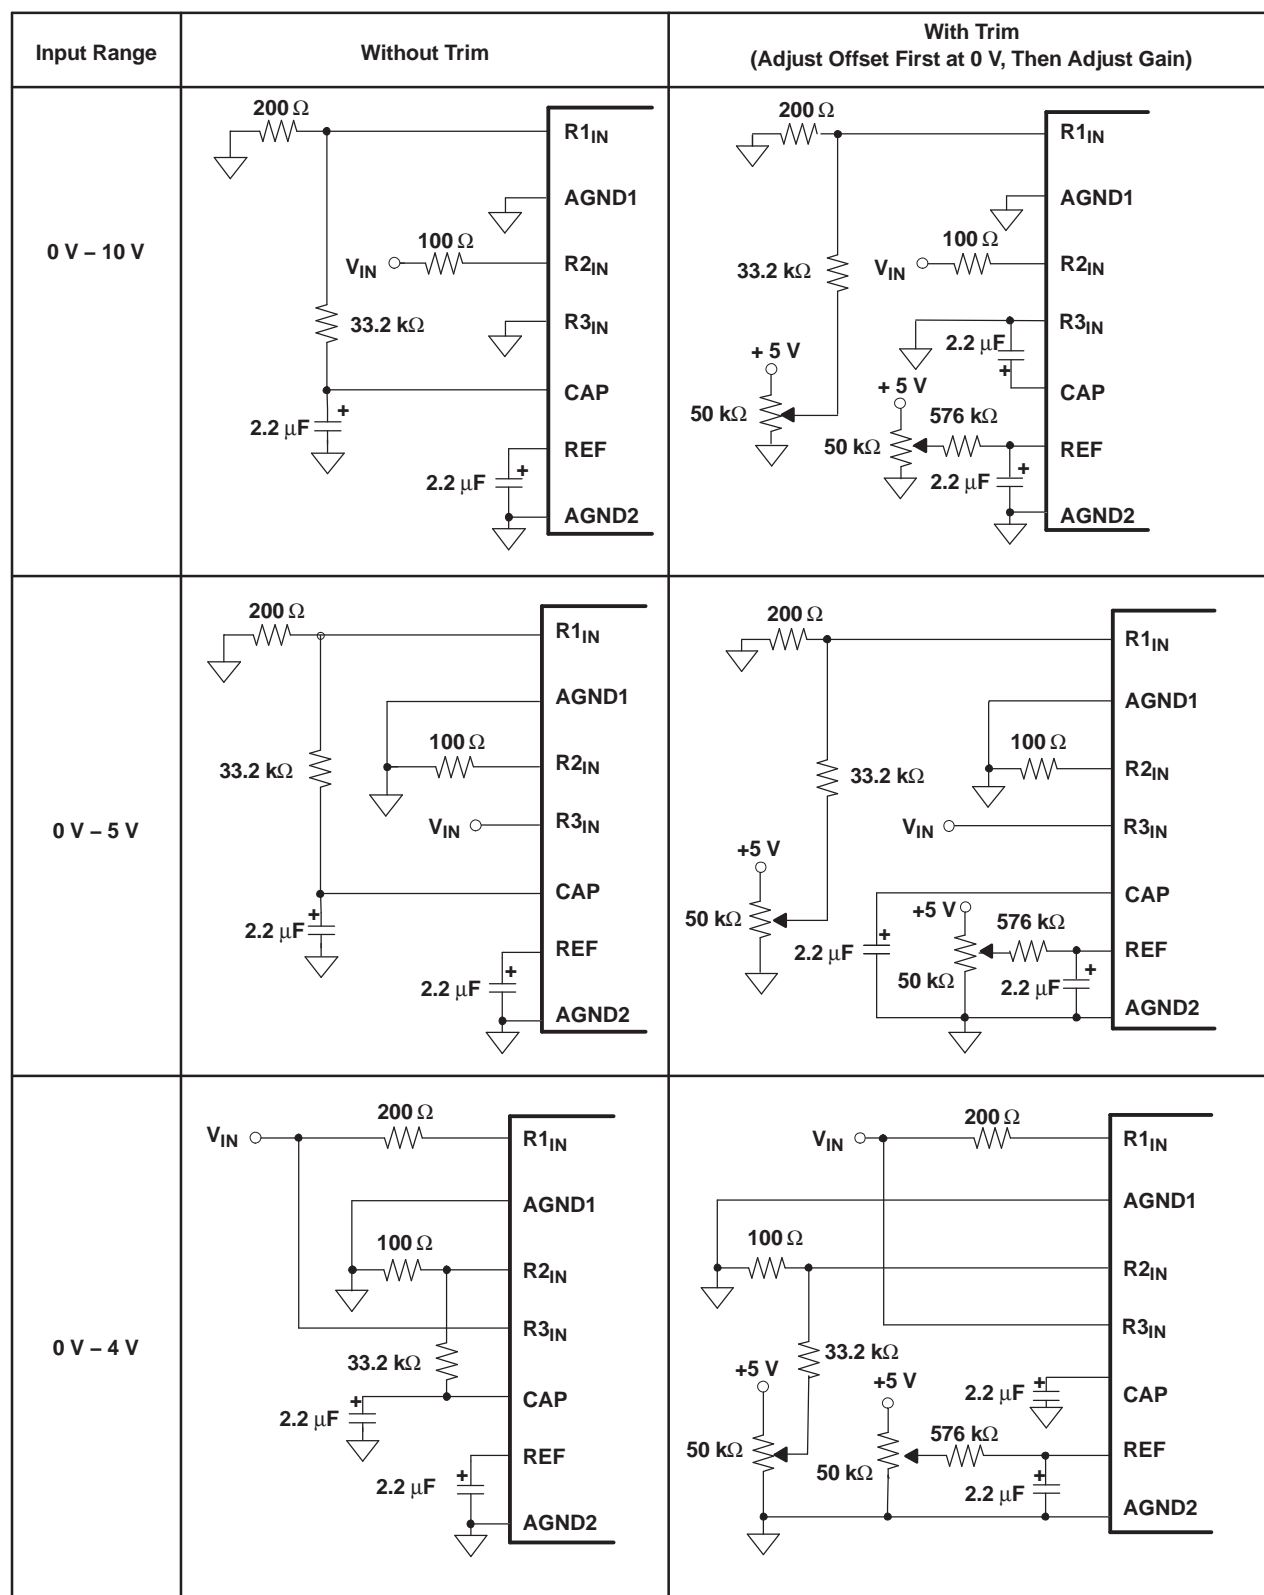 Input Range
Without Trim
With Trim
(Adjust Offset First at 0 V, Then Adjust Gain)
0 V – 10 V
200 Ω
R1IN
AGND1
100 Ω
VIN
R2IN
33.2 kΩ
R3IN
CAP
2.2 µF
+
REF
2.2 µF
+
AGND2
200 Ω
R1IN
AGND1
100 Ω
33.2 kΩ
VIN
R2IN
R3IN
2.2 µF
+
+ 5 V
+ 5 V
CAP
50 kΩ
576 kΩ
50 kΩ
REF
2.2 µF
+
AGND2
0 V – 5 V
200 Ω
R1IN
AGND1
100 Ω
33.2 kΩ
R2IN
VIN
R3IN
CAP
+
2.2 µF
REF
+
2.2 µF
AGND2
200 Ω
R1IN
AGND1
100 Ω
33.2 kΩ
R2IN
VIN
R3IN
+5 V
CAP
+5 V
50 kΩ
+
576 kΩ
2.2 µF
REF
50 kΩ
2.2 µF
+
AGND2
0 V – 4 V
200 Ω
VIN
R1IN
AGND1
100 Ω
R2IN
R3IN
33.2 kΩ
CAP
+
2.2 µF
REF
+
2.2 µF
AGND2
200 Ω
VIN
R1IN
AGND1
100 Ω
R2IN
R3IN
33.2 kΩ
+5 V
+5 V
+
2.2 µF
CAP
576 kΩ
50 kΩ
REF
50 kΩ
+
2.2 µF
AGND2